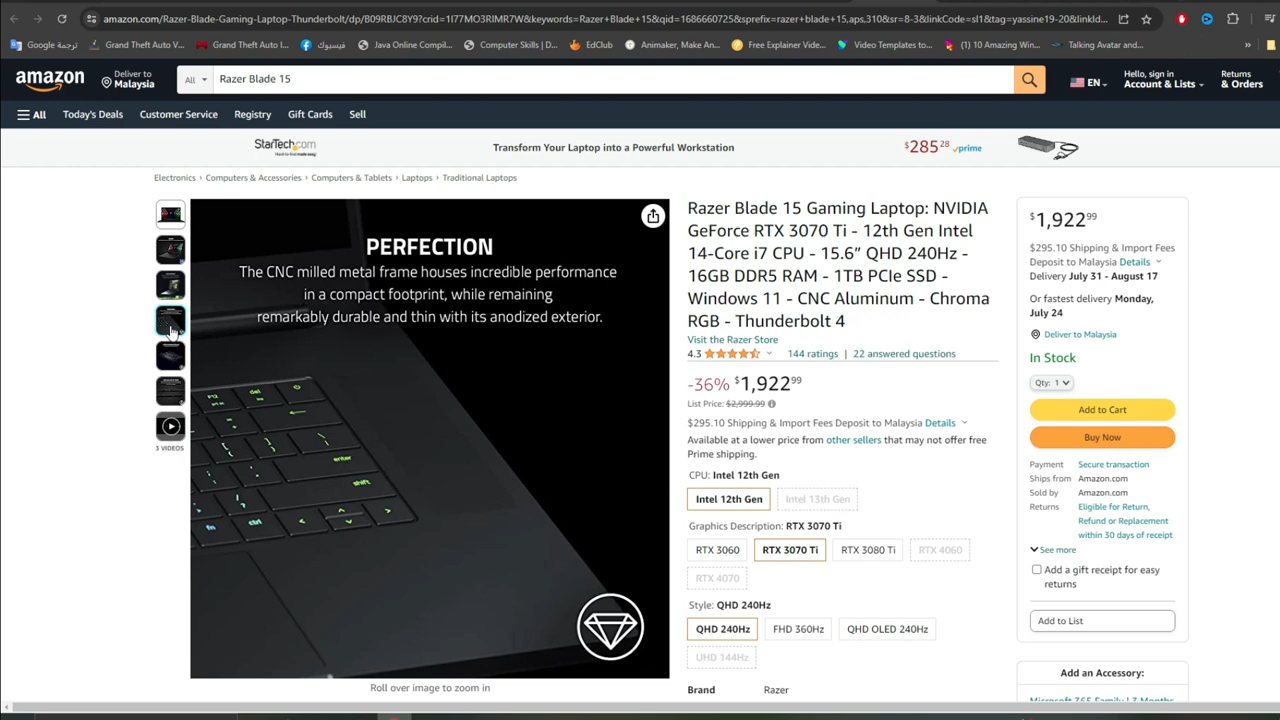 amazon.com/Razer-Blade-Gaming-Laptop-Thunderbolt/dp/B09RBJC8Y9?crid=1I77MO3RIMR7W&keywords=Razer+Blade+15&qid=1686660725&sprefix=razer+blade+15,aps,310&sr=8-3&linkCode=sl1&tag=yassine19-20&linkId...
ترجمة Google
Grand Theft Auto V...
Grand Theft Auto I...
فيسبوك
Java Online Compil...
Computer Skills | D...
EdClub
Animaker, Make An...
Free Explainer Vide...
Video Templates to...
(1) 10 Amazing Win...
Talking Avatar and...
amazon
Deliver to
Malaysia
All
Razer Blade 15
EN
Hello, sign in
Account & Lists
Returns
& Orders
All
Today's Deals
Customer Service
Registry
Gift Cards
Sell
StarTech.com
Hard-to-find made easy
Transform Your Laptop into a Powerful Workstation
$285 28 prime
Electronics › Computers & Accessories › Computers & Tablets › Laptops › Traditional Laptops
3 VIDEOS
PERFECTION
The CNC milled metal frame houses incredible performance
in a compact footprint, while remaining
remarkably durable and thin with its anodized exterior.
F12
del
enter
shift
fn
ctrl
Roll over image to zoom in
Razer Blade 15 Gaming Laptop: NVIDIA
GeForce RTX 3070 Ti - 12th Gen Intel
14-Core i7 CPU - 15.6” QHD 240Hz -
16GB DDR5 RAM - 1TB PCIe SSD -
Windows 11 - CNC Aluminum - Chroma
RGB - Thunderbolt 4
Visit the Razer Store
4.3
144 ratings | 22 answered questions
-36% $1,922 99
List Price: $2,999.99
$295.10 Shipping & Import Fees Deposit to Malaysia Details
Available at a lower price from other sellers that may not offer free
Prime shipping.
CPU: Intel 12th Gen
Intel 12th Gen
Intel 13th Gen
Graphics Description: RTX 3070 Ti
RTX 3060
RTX 3070 Ti
RTX 3080 Ti
RTX 4060
RTX 4070
Style: QHD 240Hz
QHD 240Hz
FHD 360Hz
QHD OLED 240Hz
UHD 144Hz
Brand Razer
$1,922 99
$295.10 Shipping & Import Fees
Deposit to Malaysia Details
Delivery July 31 - August 17
Or fastest delivery Monday,
July 24
Deliver to Malaysia
In Stock
Qty: 1
Add to Cart
Buy Now
Payment Secure transaction
Ships from Amazon.com
Sold by Amazon.com
Returns Eligible for Return,
Refund or Replacement
within 30 days of receipt
See more
Add a gift receipt for easy
returns
Add to List
Add an Accessory:
Microsoft 365 Family | 3 Months